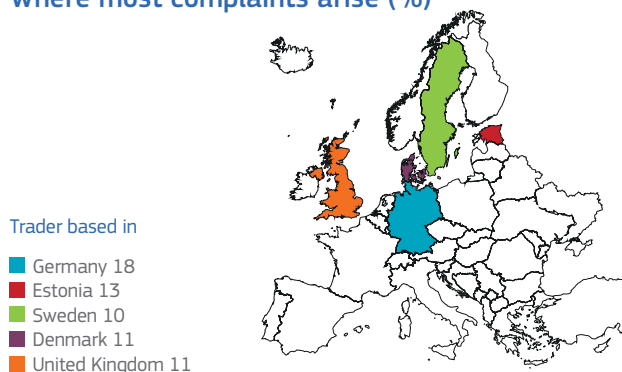 Where most complaints arise (%)
Trader based in
Germany 18
Estonia 13
Sweden 10
Denmark 11
United Kingdom 11